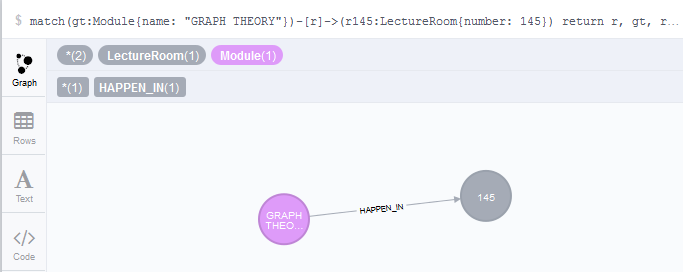 $ match(gt:Module{name: "GRAPH THEORY"})-[r]->(r145:LectureRoom{number: 145}) return r, gt, r…
*(2) LectureRoom(1) Module(1)
Graph
*(1) HAPPEN_IN(1)
Rows
Text
Code
GRAPH
THEO…
HAPPEN_IN
145